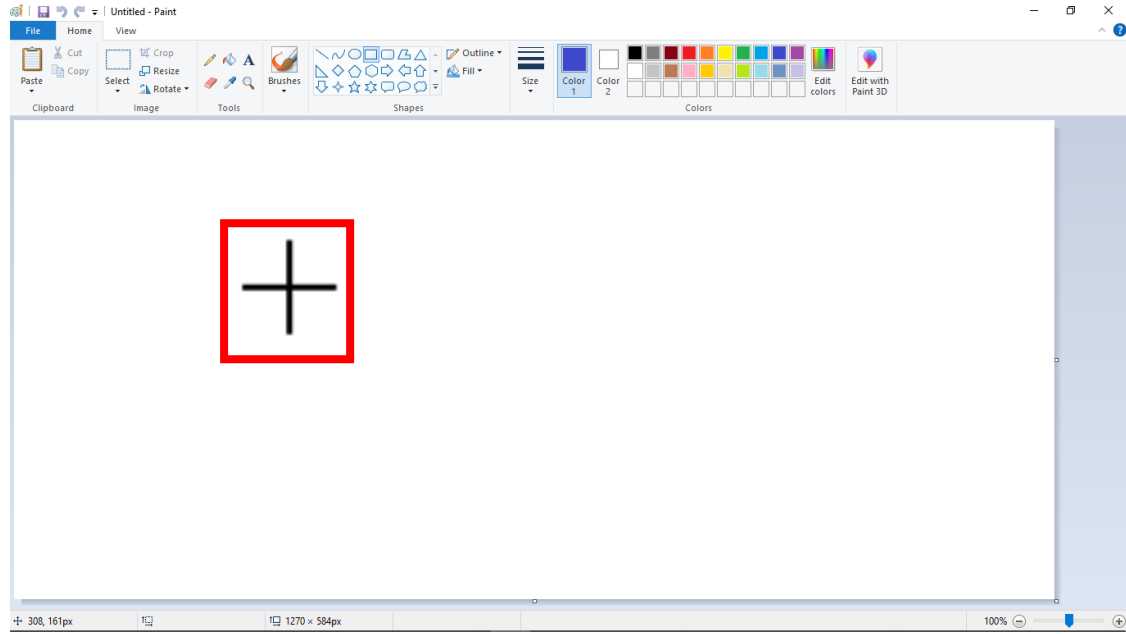 Untitled - Paint
File Home View
Paste
Cut
Copy
Clipboard
Select
Crop
Resize
Rotate
Image
A
Tools
Brushes
Outline
Fill
Shapes
Size
Color 1
Color 2
Colors
Edit colors
Edit with Paint 3D
308, 161px
1270 × 584px
100%